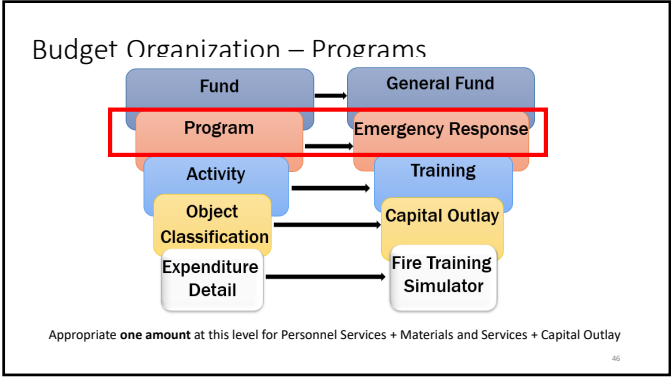 Budget Organization – Programs
Fund
General Fund
Program
Emergency Response
Activity
Training
Object
Classification
Capital Outlay
Expenditure
Detail
Fire Training
Simulator
Appropriate one amount at this level for Personnel Services + Materials and Services + Capital Outlay
46